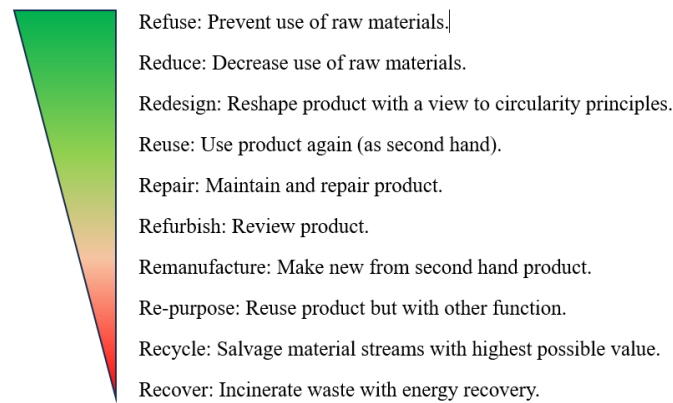 Refuse: Prevent use of raw materials.
Reduce: Decrease use of raw materials.
Redesign: Reshape product with a view to circularity principles.
Reuse: Use product again (as second hand).
Repair: Maintain and repair product.
Refurbish: Review product.
Remanufacture: Make new from second hand product.
Re-purpose: Reuse product but with other function.
Recycle: Salvage material streams with highest possible value.
Recover: Incinerate waste with energy recovery.